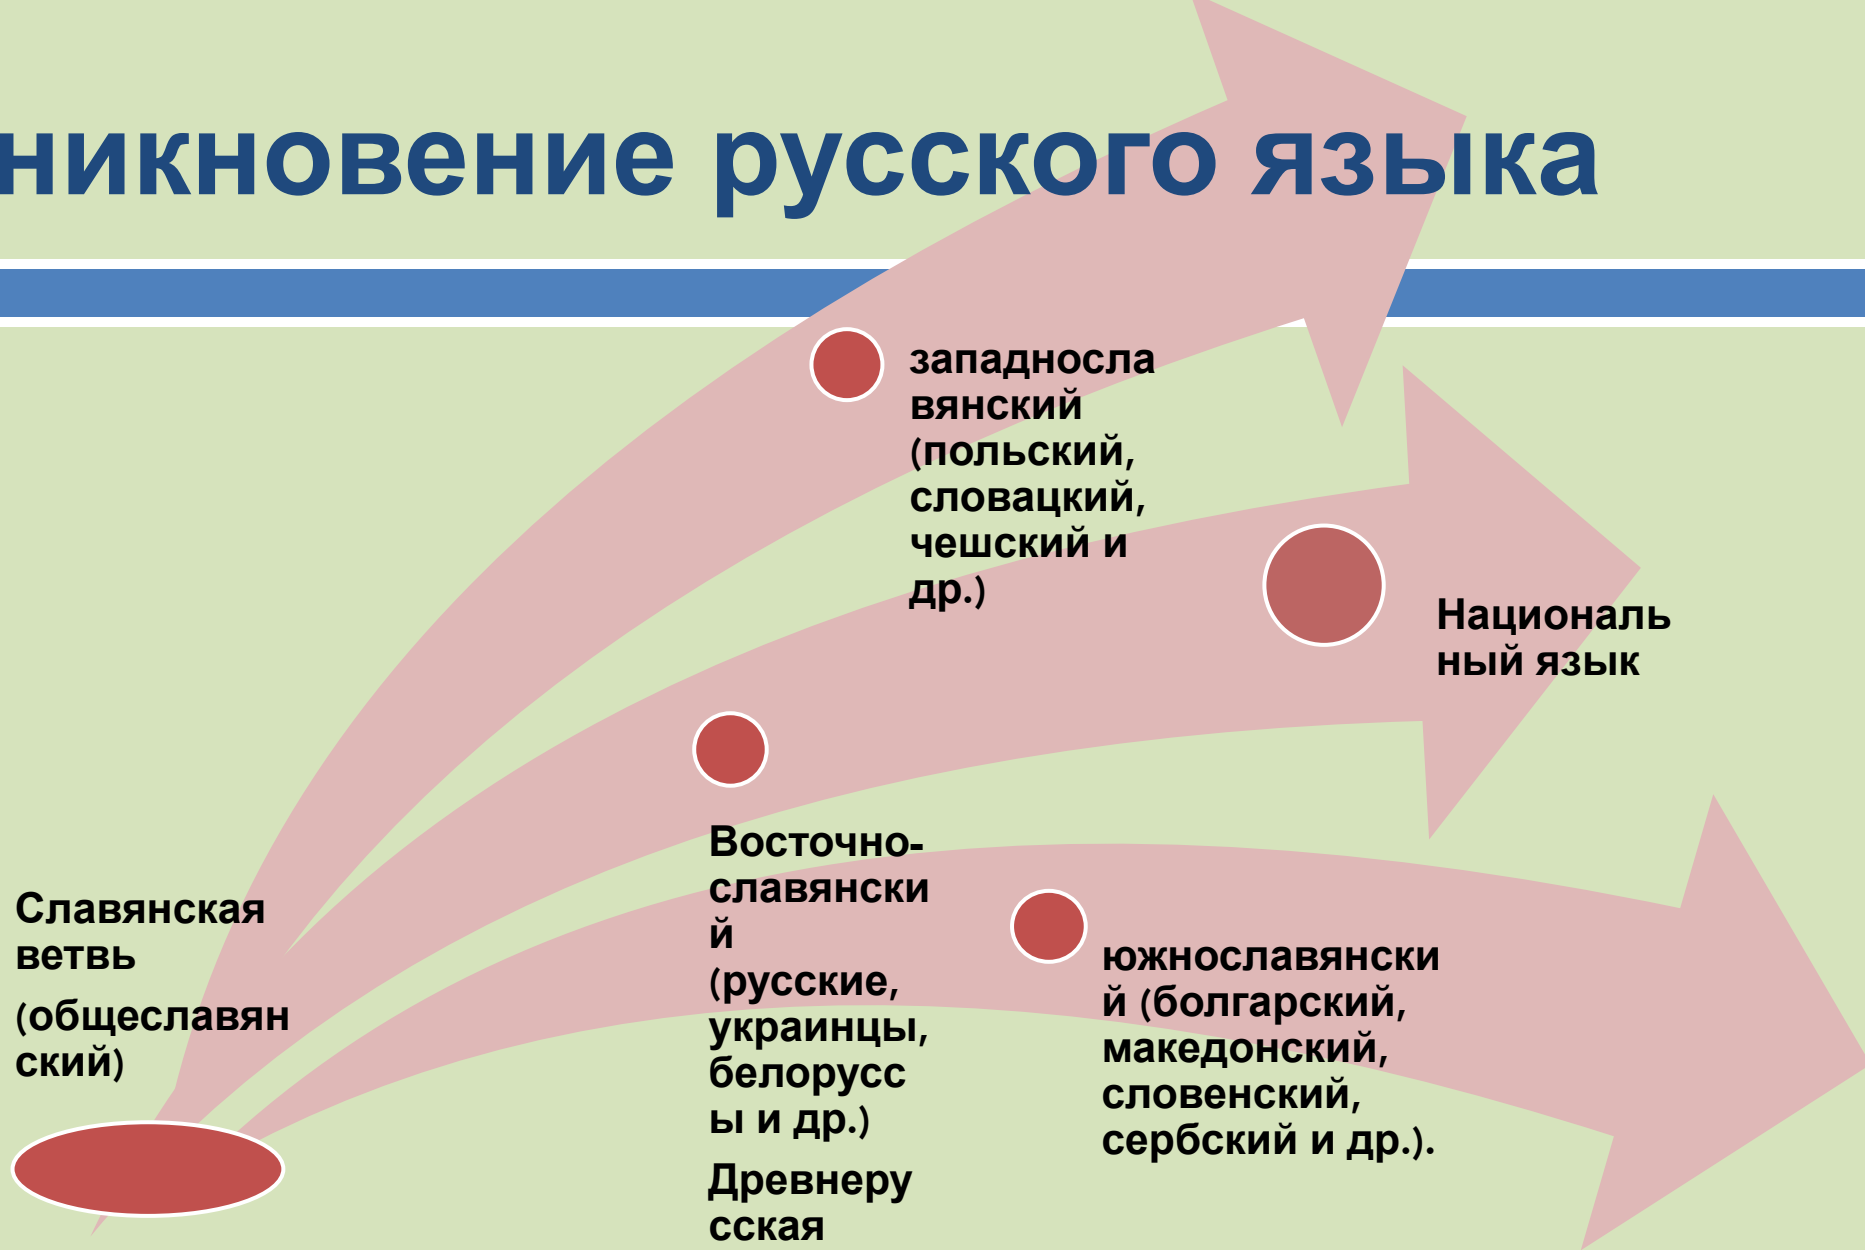 никновение русского языка
западносла
вянский
(польский,
словацкий,
чешский и
др.)
Националь
ный язык
Славянская
ветвь
(общеславян
ский)
Восточно-
славянски
й
(русские,
украинцы,
белорусс
ы и др.)
Древнеру
сская
южнославянски
й (болгарский,
македонский,
словенский,
сербский и др.).